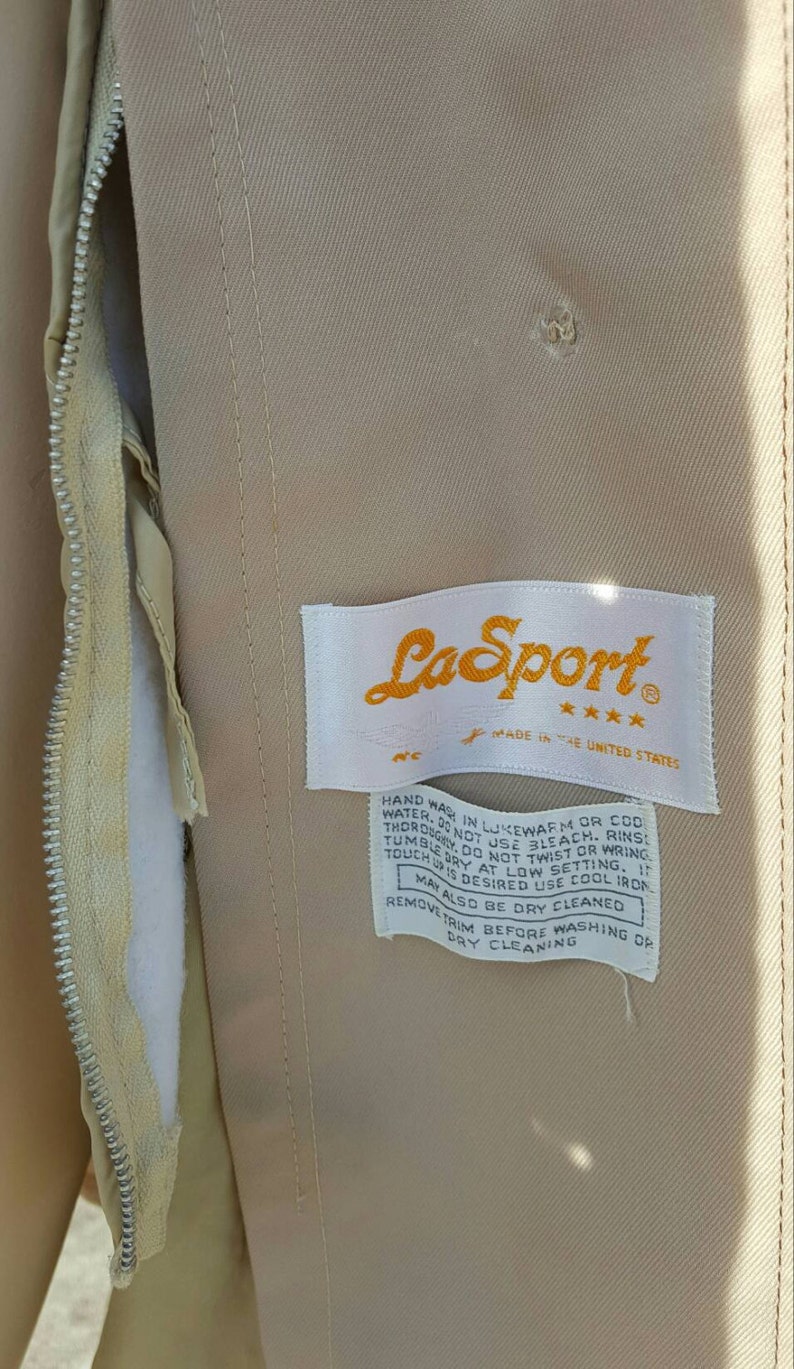 LaSport®
★★★★
MADE IN THE UNITED STATES
HAND WASH IN LUKEWARM OR COO
WATER. DO NOT USE BLEACH. RINSE
THOROUGHLY. DO NOT TWIST OR WRING
TUMBLE DRY AT LOW SETTING. IF
TOUCH UP IS DESIRED USE COOL IRON
MAY ALSO BE DRY CLEANED
REMOVE TRIM BEFORE WASHING OR
DRY CLEANING